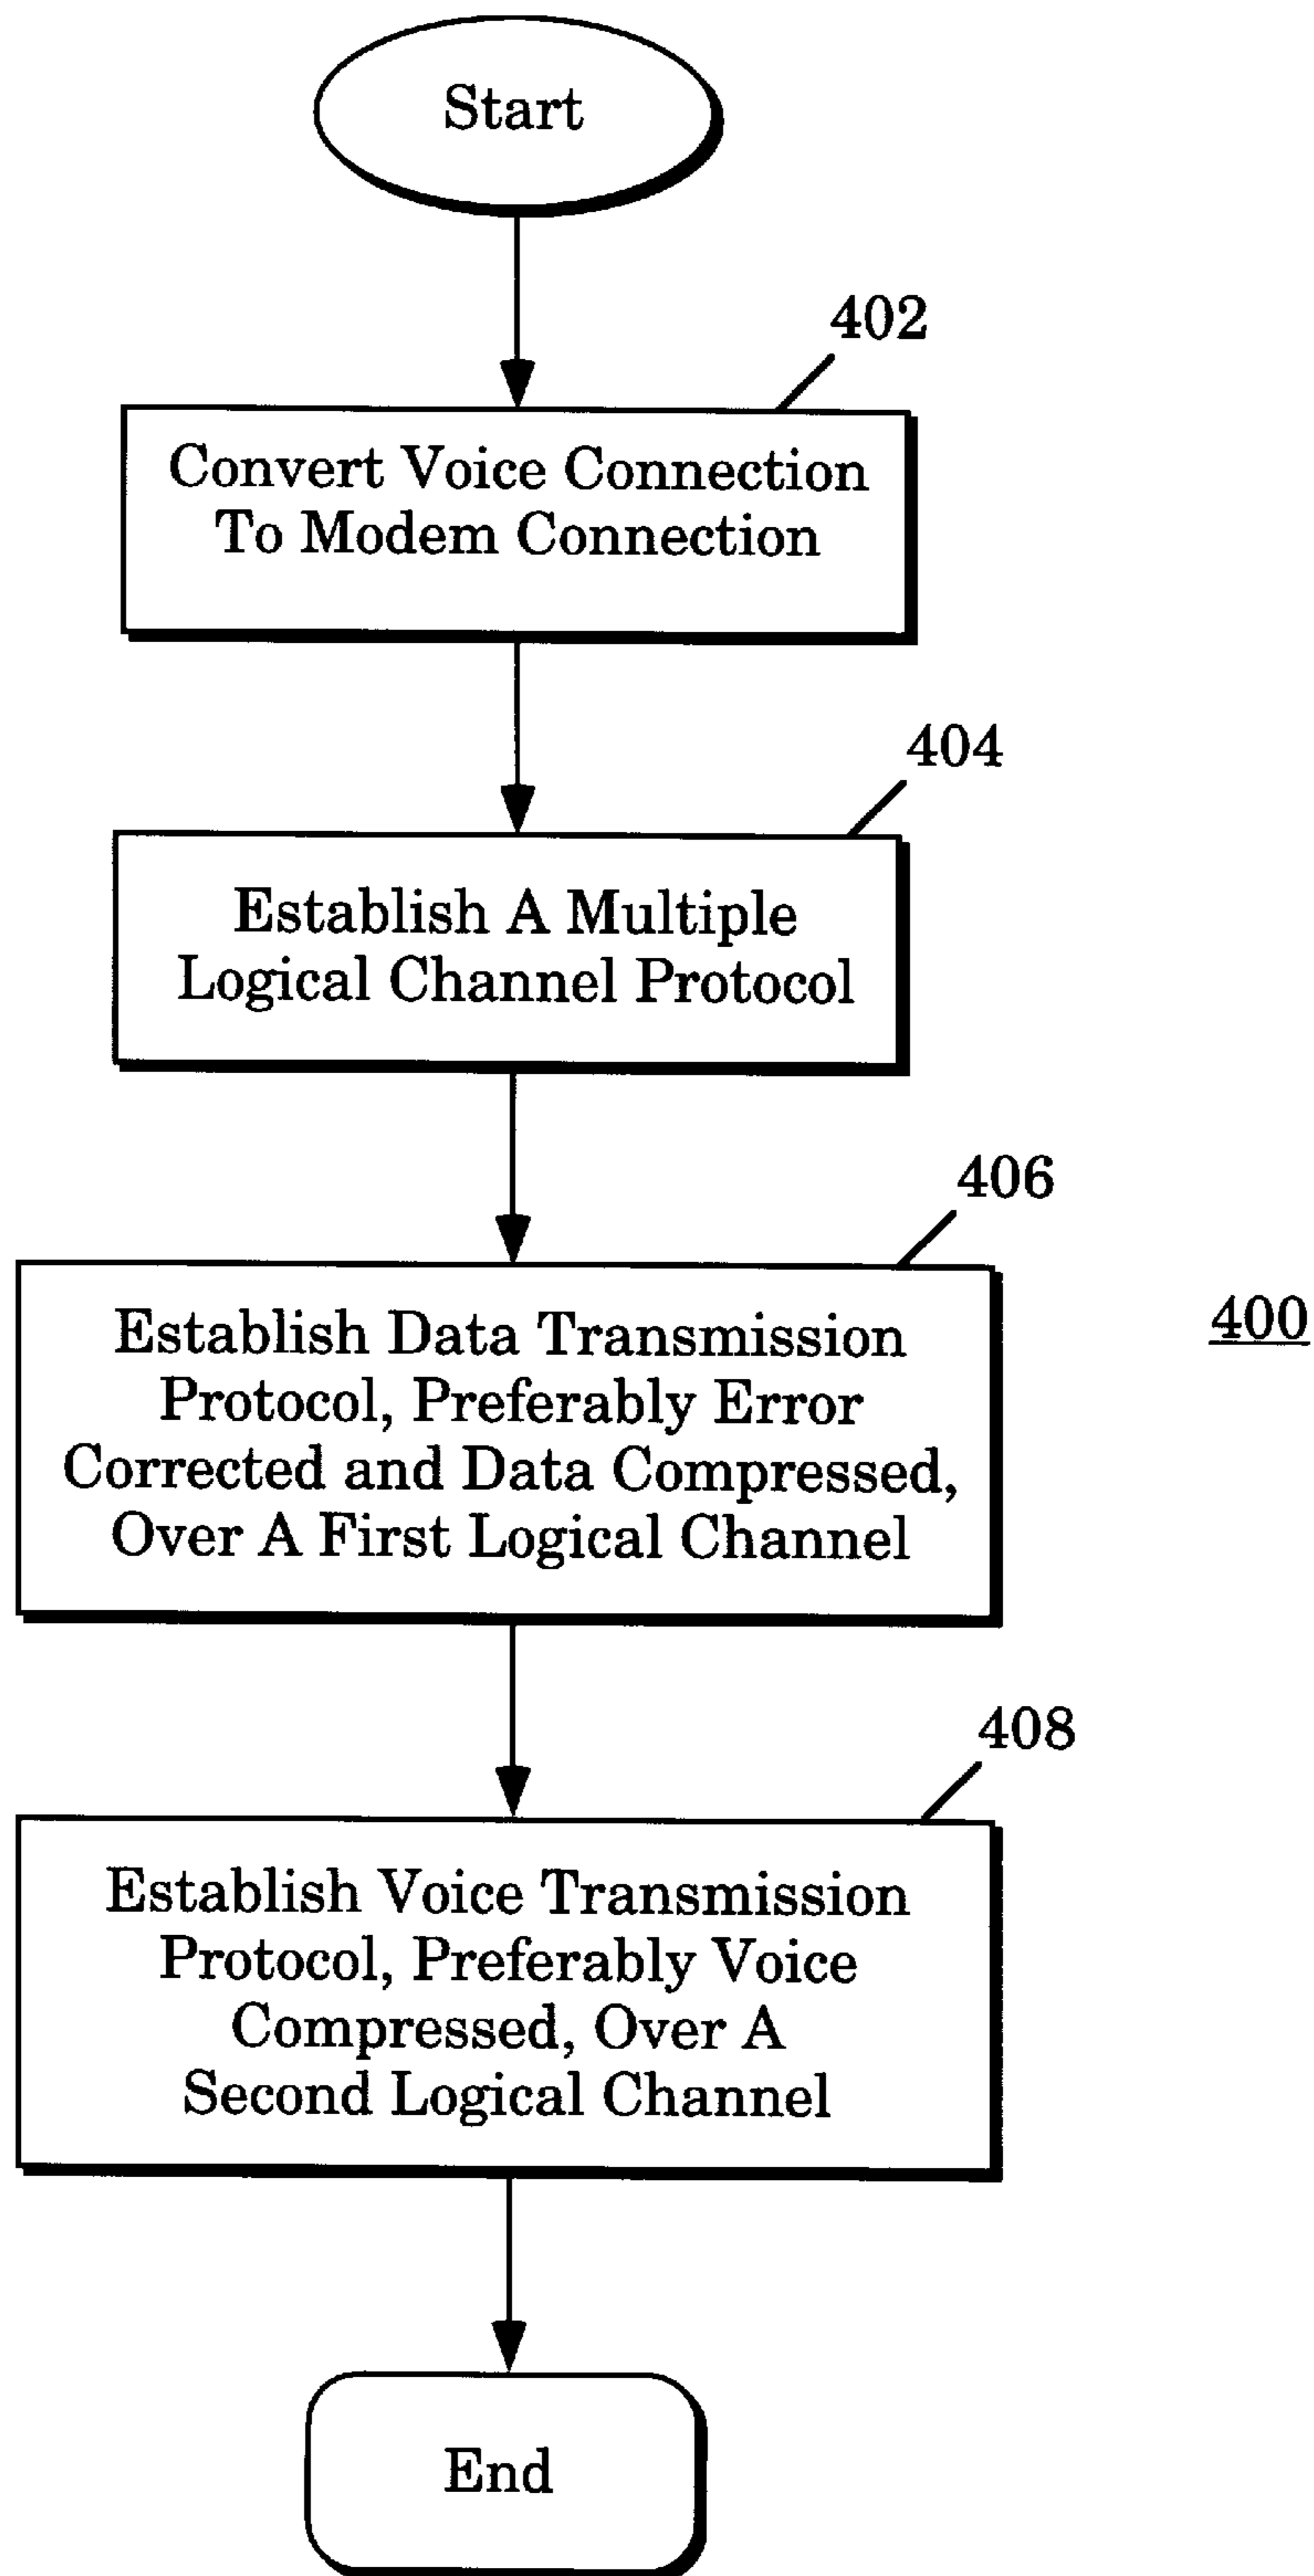 Start
402
Convert Voice Connection
To Modem Connection
404
Establish A Multiple
Logical Channel Protocol
406
Establish Data Transmission
Protocol, Preferably Error
Corrected and Data Compressed,
Over A First Logical Channel
400
408
Establish Voice Transmission
Protocol, Preferably Voice
Compressed, Over A
Second Logical Channel
End